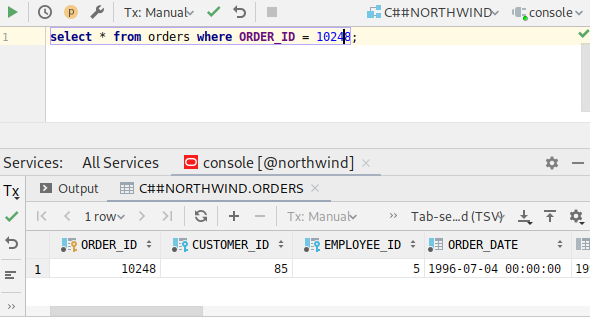 Tx: Manual C##NORTHWIND console
1 select * from orders where ORDER_ID = 10248;
Services: All Services console [@northwind]
Tx Output C##NORTHWIND.ORDERS
1 row Tx: Manual >> Tab-se...d (TSV)
ORDER_ID CUSTOMER_ID EMPLOYEE_ID ORDER_DATE
1 10248 85 5 1996-07-04 00:00:00 19
>>